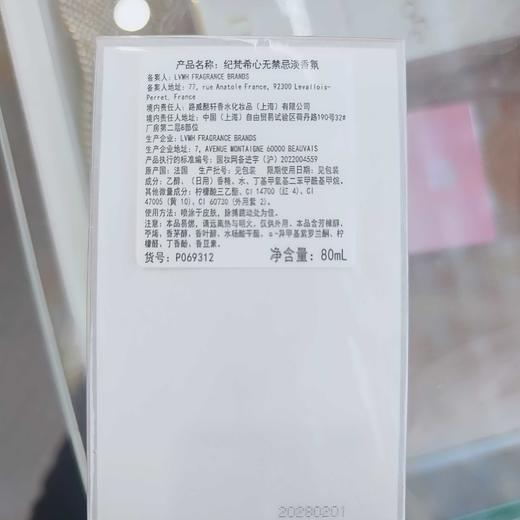 产品名称：纪梵希心无禁忌淡香氛
备案人：LVMH FRAGRANCE BRANDS
备案人地址：77, rue Anatole France, 92300 Levallois-
Perret, France
境内责任人：路威酩轩香水化妆品（上海）有限公司
境内责任人地址：中国（上海）自由贸易试验区荷丹路190号32#
厂房第二层B部位
生产企业：LVMH FRAGRANCE BRANDS
生产企业地址：7, AVENUE MONTAIGNE 60000 BEAUVAIS
产品执行的标准编号：国妆网备进字（沪）2022004559
原产国：法国 生产批号：见包装 限期使用日期：见包装
成分：乙醇、（日用）香精、水、丁基甲氧基二苯甲酰基甲烷。
其他微量成分：柠檬酸三乙酯、CI 14700（红 4）、CI
47005（黄 10）、CI 60730（外用紫 2）。
使用方法：喷涂于皮肤，脉搏跳动处为佳。
注意：本品易燃，请远离热与明火。仅供外用。本品含芳樟醇、
苧烯、香茅醇、香叶醇、水杨酸苄酯、α-异甲基紫罗兰酮、柠
檬醛、丁香酚、香豆素。
货号：P069312 净含量：80mL
20280201